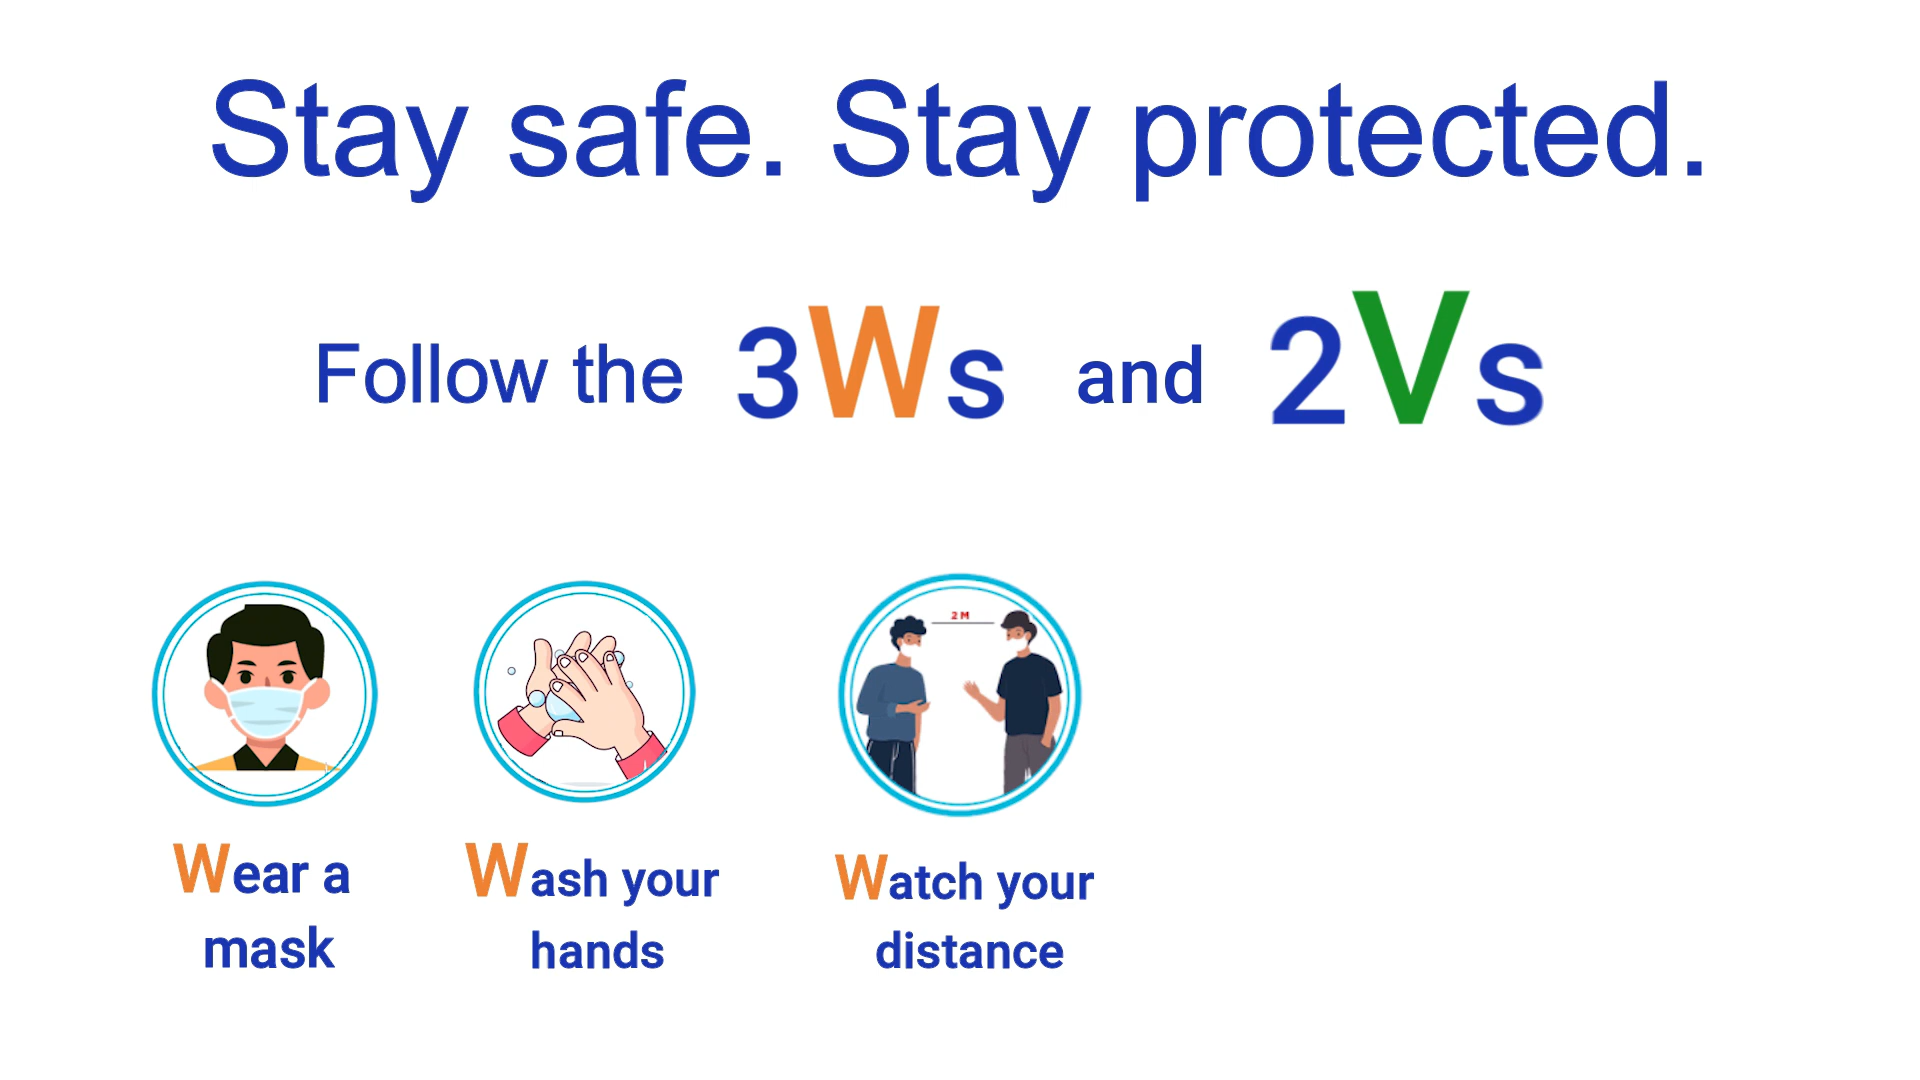 Stay safe. Stay protected.
Follow the 3Ws and 2Vs
2 M
Wear a
mask
Wash your
hands
Watch your
distance